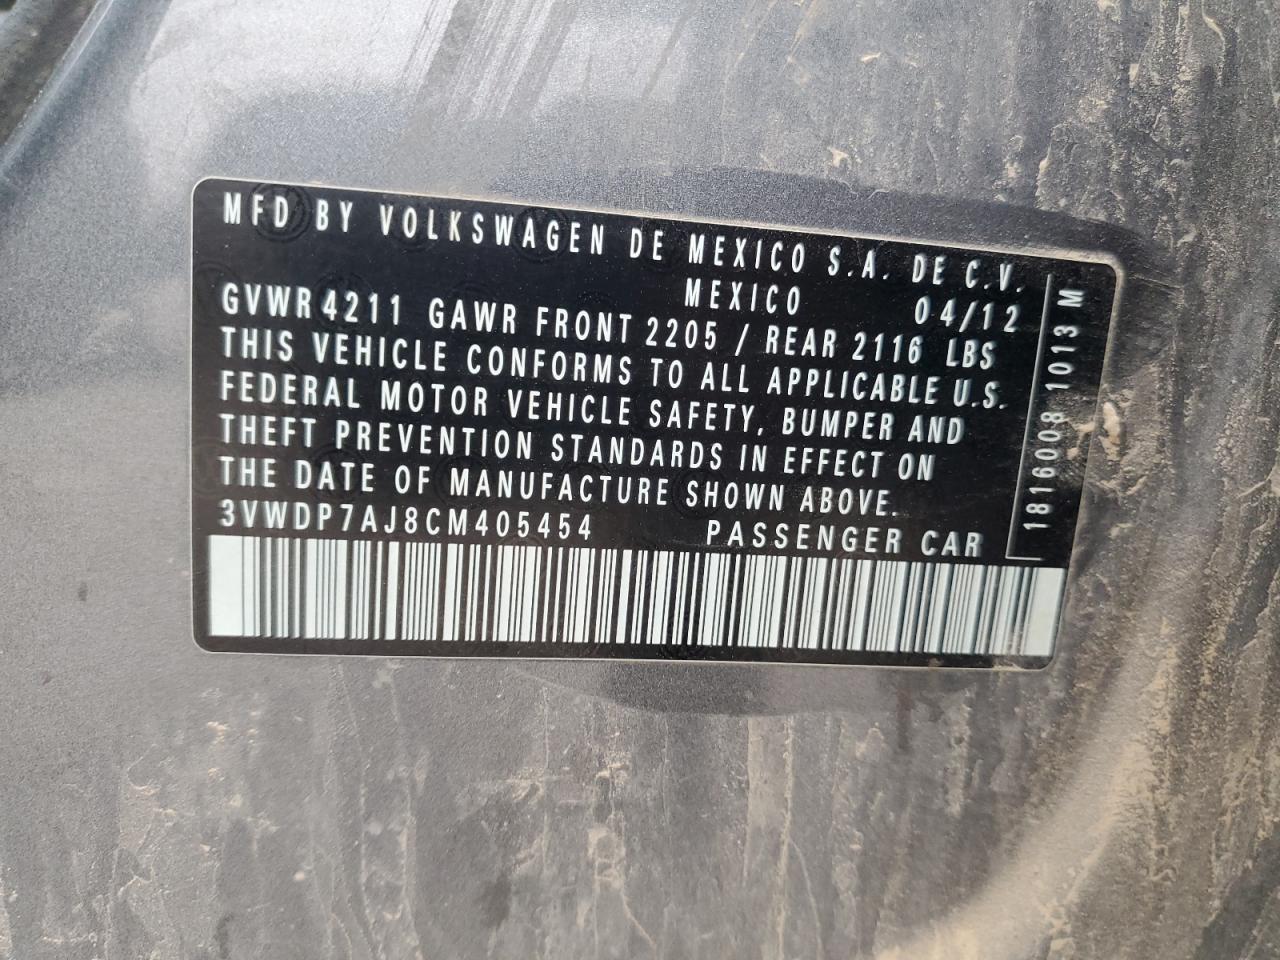 MFD BY VOLKSWAGEN DE MEXICO S.A. DE C.V.
MEXICO 04/12
GVWR 4211 GAWR FRONT 2205 / REAR 2116 LBS
THIS VEHICLE CONFORMS TO ALL APPLICABLE U.S.
FEDERAL MOTOR VEHICLE SAFETY, BUMPER AND
THEFT PREVENTION STANDARDS IN EFFECT ON
THE DATE OF MANUFACTURE SHOWN ABOVE.
3VWDP7AJ8CM405454 PASSENGER CAR
1816008 1013 M